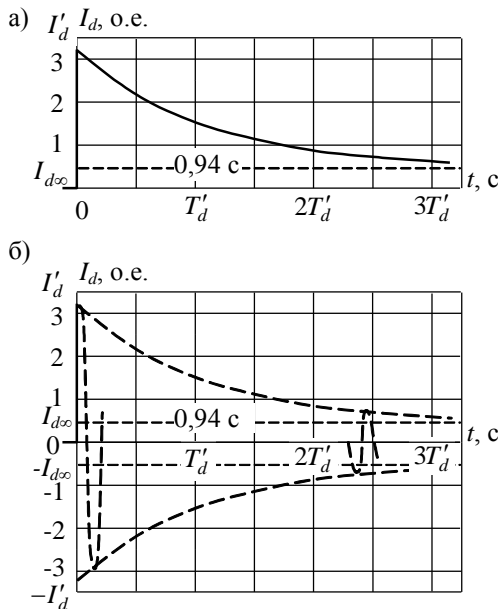 а)
I′d Id, о.е.
3
2
1
Id∞
0,94 с
t, с
0 T′d 2T′d 3T′d
б)
I′d Id, о.е.
3
2
1
Id∞
0,94 с
0
t, с
T′d 2T′d 3T′d
-Id∞
-1
-2
-3
−I′d